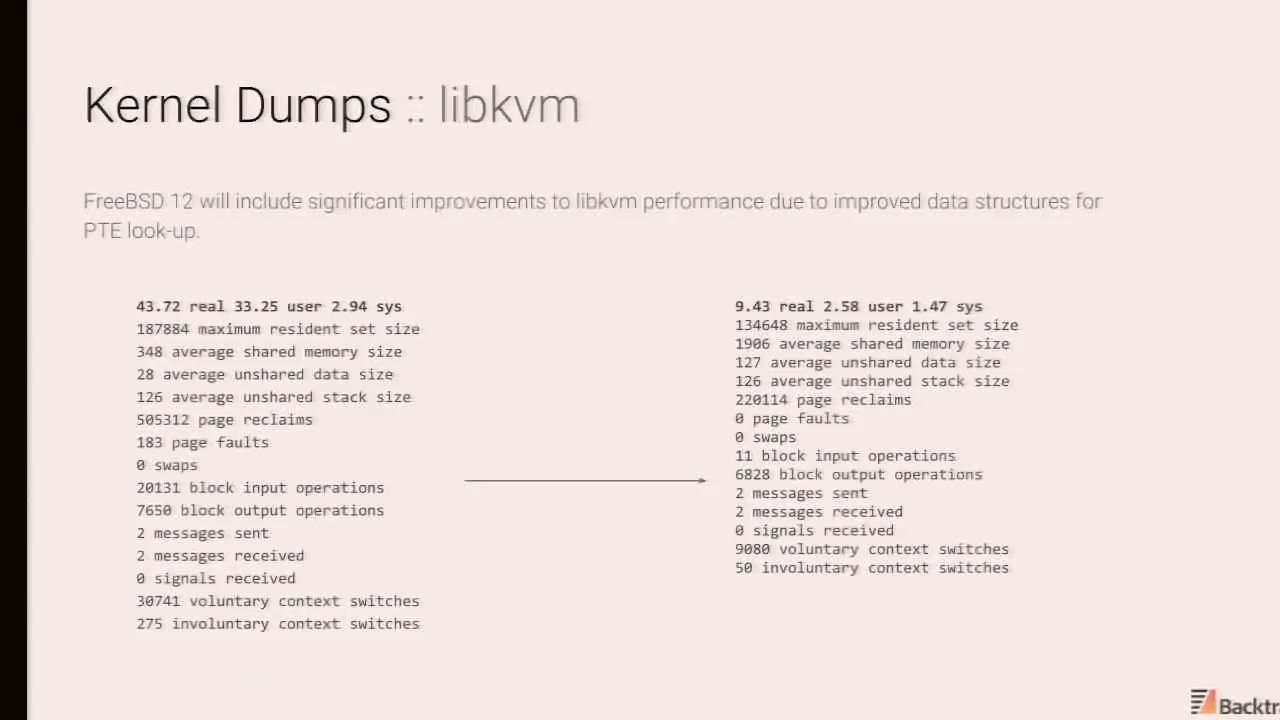 Kernel Dumps :: libkvm
FreeBSD 12 will include significant improvements to libkvm performance due to improved data structures for
PTE look-up.
43.72 real 33.25 user 2.94 sys
187884 maximum resident set size
348 average shared memory size
28 average unshared data size
126 average unshared stack size
505312 page reclaims
183 page faults
0 swaps
20131 block input operations
7650 block output operations
2 messages sent
2 messages received
0 signals received
30741 voluntary context switches
275 involuntary context switches
9.43 real 2.58 user 1.47 sys
134648 maximum resident set size
1906 average shared memory size
127 average unshared data size
126 average unshared stack size
220114 page reclaims
0 page faults
0 swaps
11 block input operations
6828 block output operations
2 messages sent
2 messages received
0 signals received
9080 voluntary context switches
50 involuntary context switches
Backtra